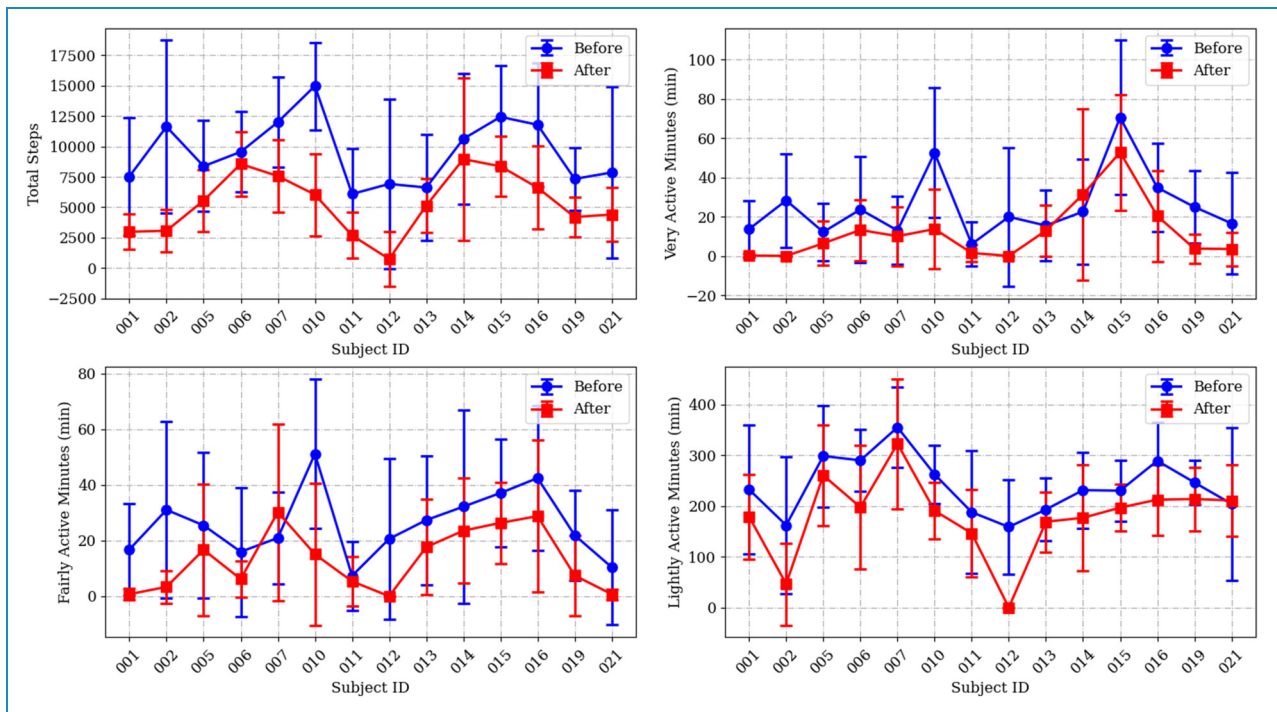 Total Steps
17500
15000
12500
10000
7500
5000
2500
0
−2500
Before
After
001 002 005 006 007 010 011 012 013 014 015 016 019 021
Subject ID
Very Active Minutes (min)
100
80
60
40
20
0
−20
Before
After
001 002 005 006 007 010 011 012 013 014 015 016 019 021
Subject ID
Fairly Active Minutes (min)
80
60
40
20
0
Before
After
001 002 005 006 007 010 011 012 013 014 015 016 019 021
Subject ID
Lightly Active Minutes (min)
400
300
200
100
0
Before
After
001 002 005 006 007 010 011 012 013 014 015 016 019 021
Subject ID